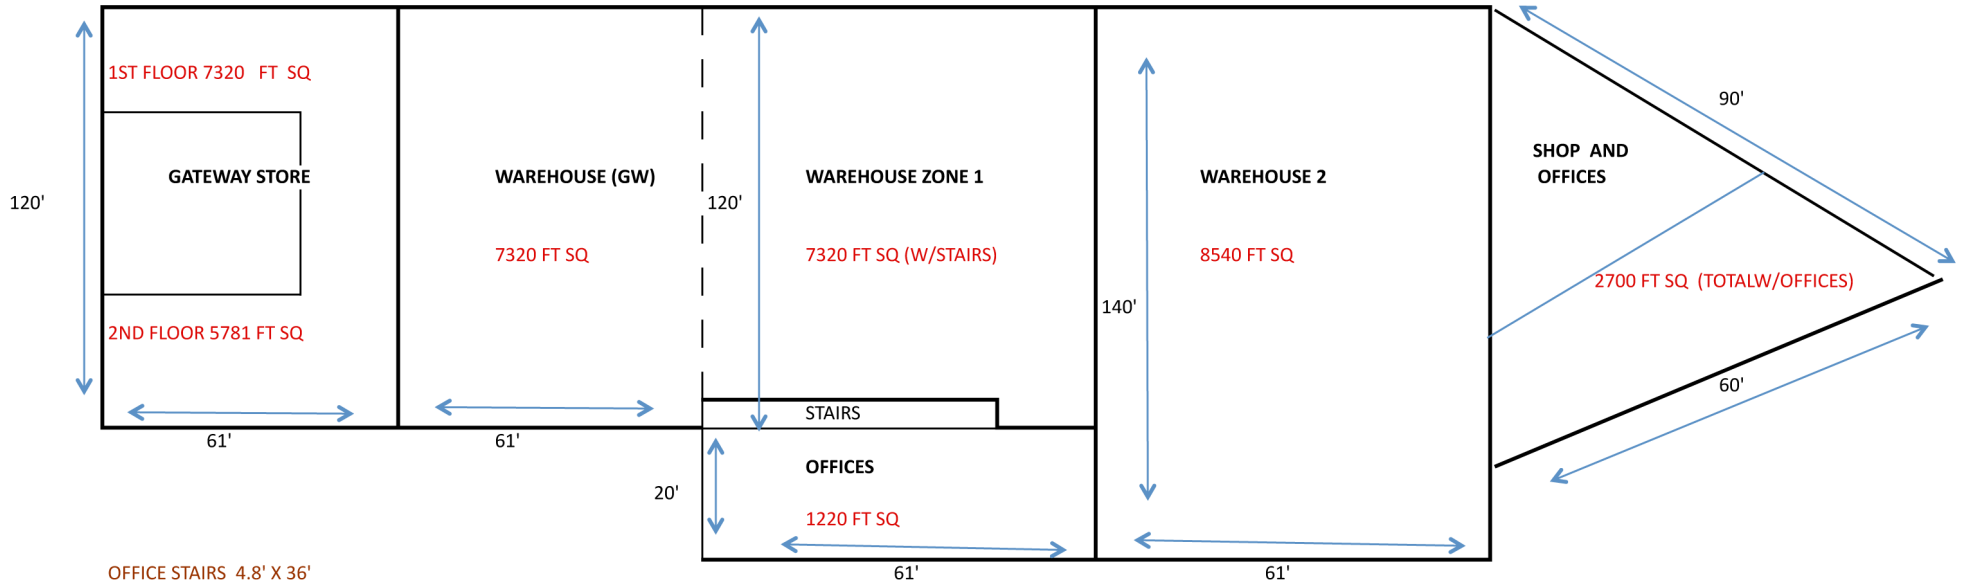 1ST FLOOR 7320 FT SQ
90'
GATEWAY STORE
WAREHOUSE (GW)
WAREHOUSE ZONE 1
WAREHOUSE 2
SHOP AND
OFFICES
120'
120'
7320 FT SQ
7320 FT SQ (W/STAIRS)
8540 FT SQ
2700 FT SQ (TOTALW/OFFICES)
140'
2ND FLOOR 5781 FT SQ
60'
STAIRS
61'
61'
OFFICES
20'
1220 FT SQ
OFFICE STAIRS 4.8' X 36'
61'
61'